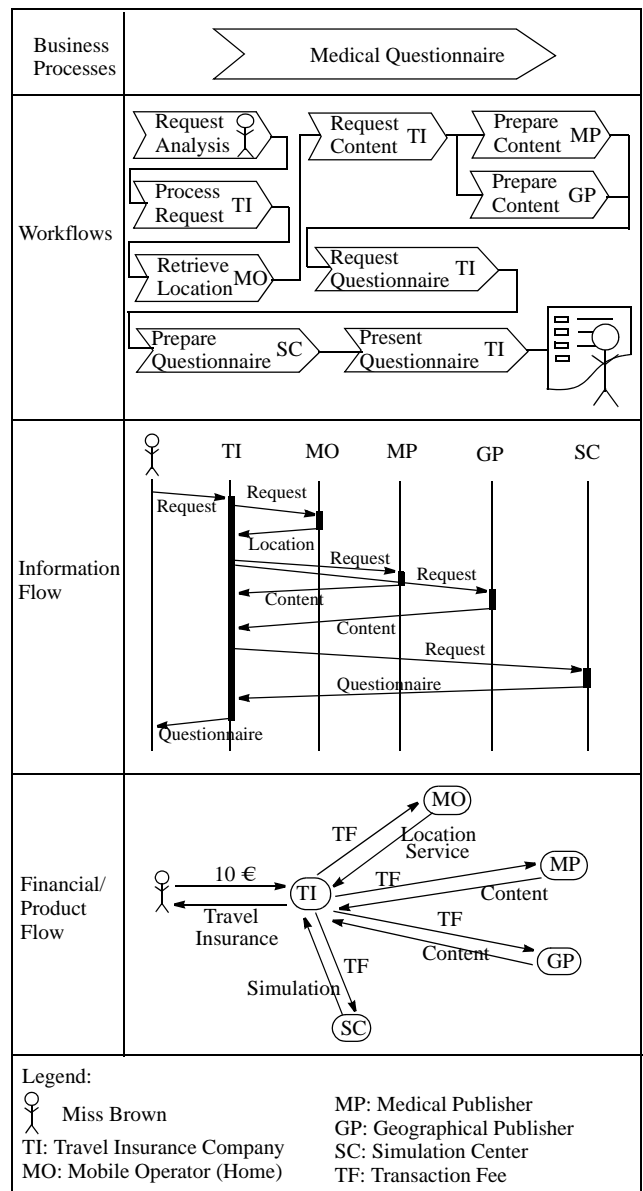 Business
Processes
Medical Questionnaire
Workflows
Request
Analysis
Process
Request
TI
Retrieve
Location
MO
Request
Content
TI
Prepare
Content
MP
Prepare
Content
GP
Request
Questionnaire
TI
Prepare
Questionnaire
SC
Present
Questionnaire
TI
Information
Flow
TI MO MP GP SC
Request
Request
Location
Request
Request
Content
Content
Request
Questionnaire
Questionnaire
Financial/
Product
Flow
MO
TF
Location
Service
10 €
TI
TF
MP
Content
Travel
Insurance
TF
Content
GP
TF
Simulation
SC
Legend:
Miss Brown
TI: Travel Insurance Company
MO: Mobile Operator (Home)
MP: Medical Publisher
GP: Geographical Publisher
SC: Simulation Center
TF: Transaction Fee